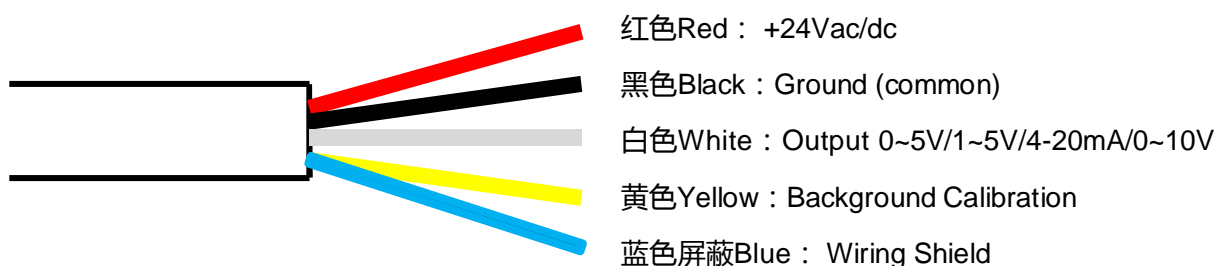 红色Red： +24Vac/dc
黑色Black：Ground (common)
白色White：Output 0~5V/1~5V/4-20mA/0~10V
黄色Yellow：Background Calibration
蓝色屏蔽Blue： Wiring Shield